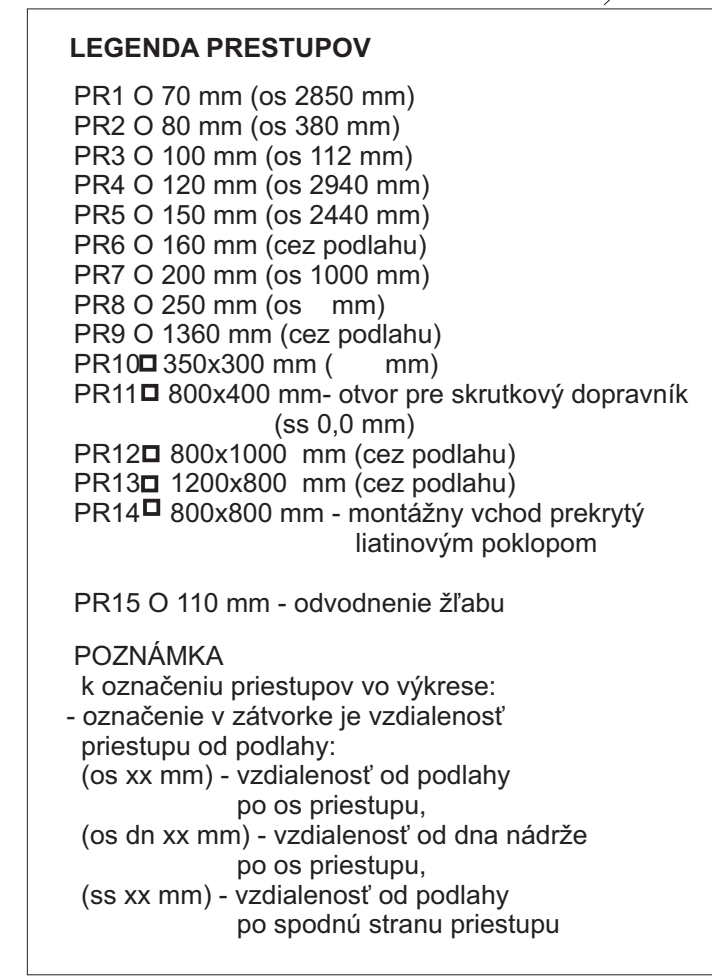 LEGENDA PRESTUPOV
PR1 O 70 mm (os 2850 mm)
PR2 O 80 mm (os 380 mm)
PR3 O 100 mm (os 112 mm)
PR4 O 120 mm (os 2940 mm)
PR5 O 150 mm (os 2440 mm)
PR6 O 160 mm (cez podlahu)
PR7 O 200 mm (os 1000 mm)
PR8 O 250 mm (os    mm)
PR9 O 1360 mm (cez podlahu)
PR10 350x300 mm (      mm)
PR11 800x400 mm- otvor pre skrutkový dopravník
(ss 0,0 mm)
PR12 800x1000  mm (cez podlahu)
PR13 1200x800  mm (cez podlahu)
PR14 800x800 mm - montážny vchod prekrytý
liatinovým poklopom
PR15 O 110 mm - odvodnenie žľabu
POZNÁMKA
k označeniu priestupov vo výkrese:
- označenie v zátvorke je vzdialenosť
priestupu od podlahy:
(os xx mm) - vzdialenosť od podlahy
po os priestupu,
(os dn xx mm) - vzdialenosť od dna nádrže
po os priestupu,
(ss xx mm) - vzdialenosť od podlahy
po spodnú stranu priestupu